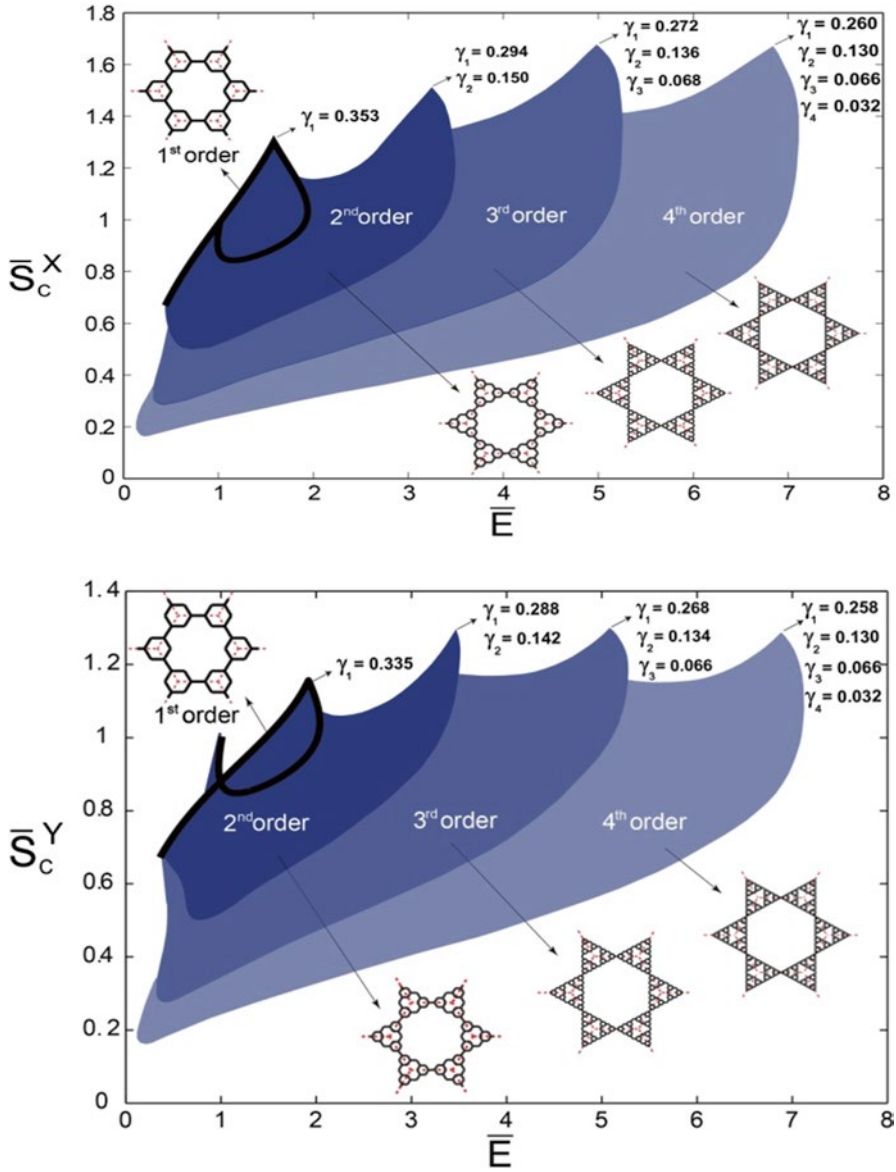 1.8
1.6
1.4
1.2
1
0.8
0.6
0.4
0.2
0
S̄c^X
0 1 2 3 4 5 6 7 8
Ē
1st order
γ1 = 0.353
γ1 = 0.294
γ2 = 0.150
γ1 = 0.272
γ2 = 0.136
γ3 = 0.068
γ1 = 0.260
γ2 = 0.130
γ3 = 0.066
γ4 = 0.032
2nd order
3rd order
4th order
1.4
1.2
1
0.8
0.6
0.4
0.2
0
S̄c^Y
0 1 2 3 4 5 6 7 8
Ē
1st order
γ1 = 0.335
γ1 = 0.288
γ2 = 0.142
γ1 = 0.268
γ2 = 0.134
γ3 = 0.066
γ1 = 0.258
γ2 = 0.130
γ3 = 0.066
γ4 = 0.032
2nd order
3rd order
4th order